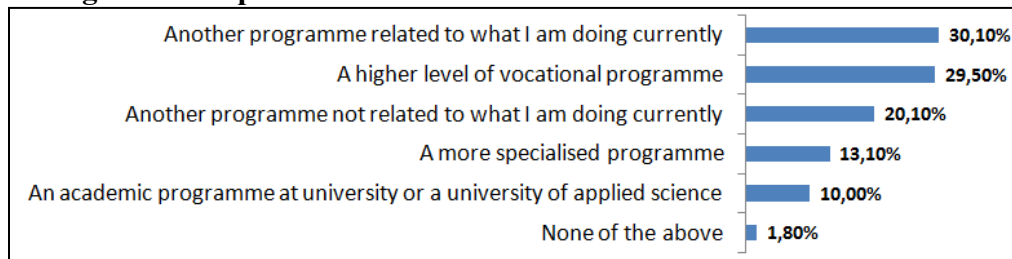 Another programme related to what I am doing currently 30,10%
A higher level of vocational programme 29,50%
Another programme not related to what I am doing currently 20,10%
A more specialised programme 13,10%
An academic programme at university or a university of applied science 10,00%
None of the above 1,80%